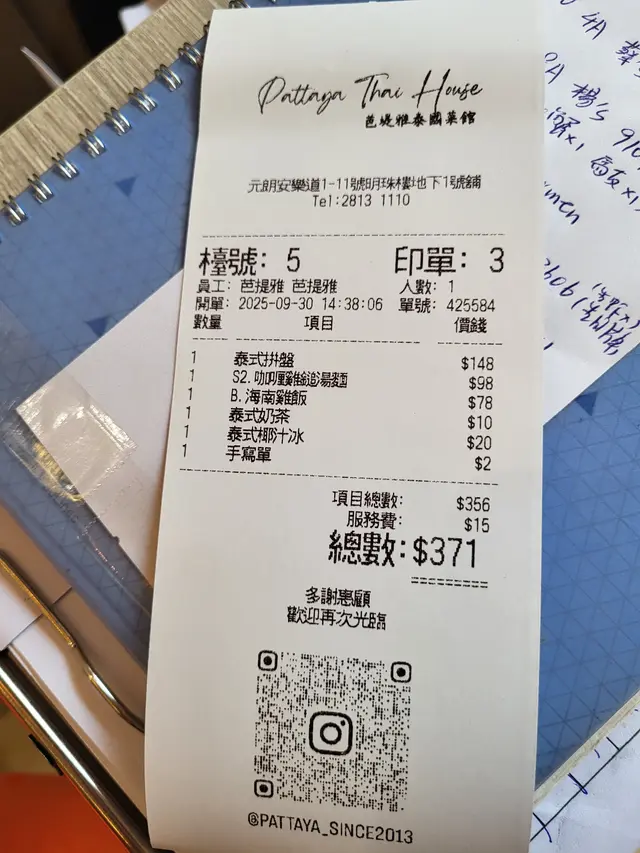 Pattaya Thai House
芭堤雅泰國菜館
元朗安樂道1-11號明珠樓地下1號舖
Tel:2813 1110
檯號: 5 印單: 3
員工: 芭提雅 芭提雅 人數: 1
開單: 2025-09-30 14:38:06 單號: 425584
數量 項目 價錢
1 泰式拼盤 $148
1 S2.咖喱雞鎚湯麵 $98
1 B.海南雞飯 $78
1 泰式奶茶 $10
1 泰式椰汁冰 $20
1 手寫單 $2
項目總數: $356
服務費: $15
總數:$371
多謝惠顧
歡迎再次光臨
@PATTAYA_SINCE2013
4A
楊's
x1